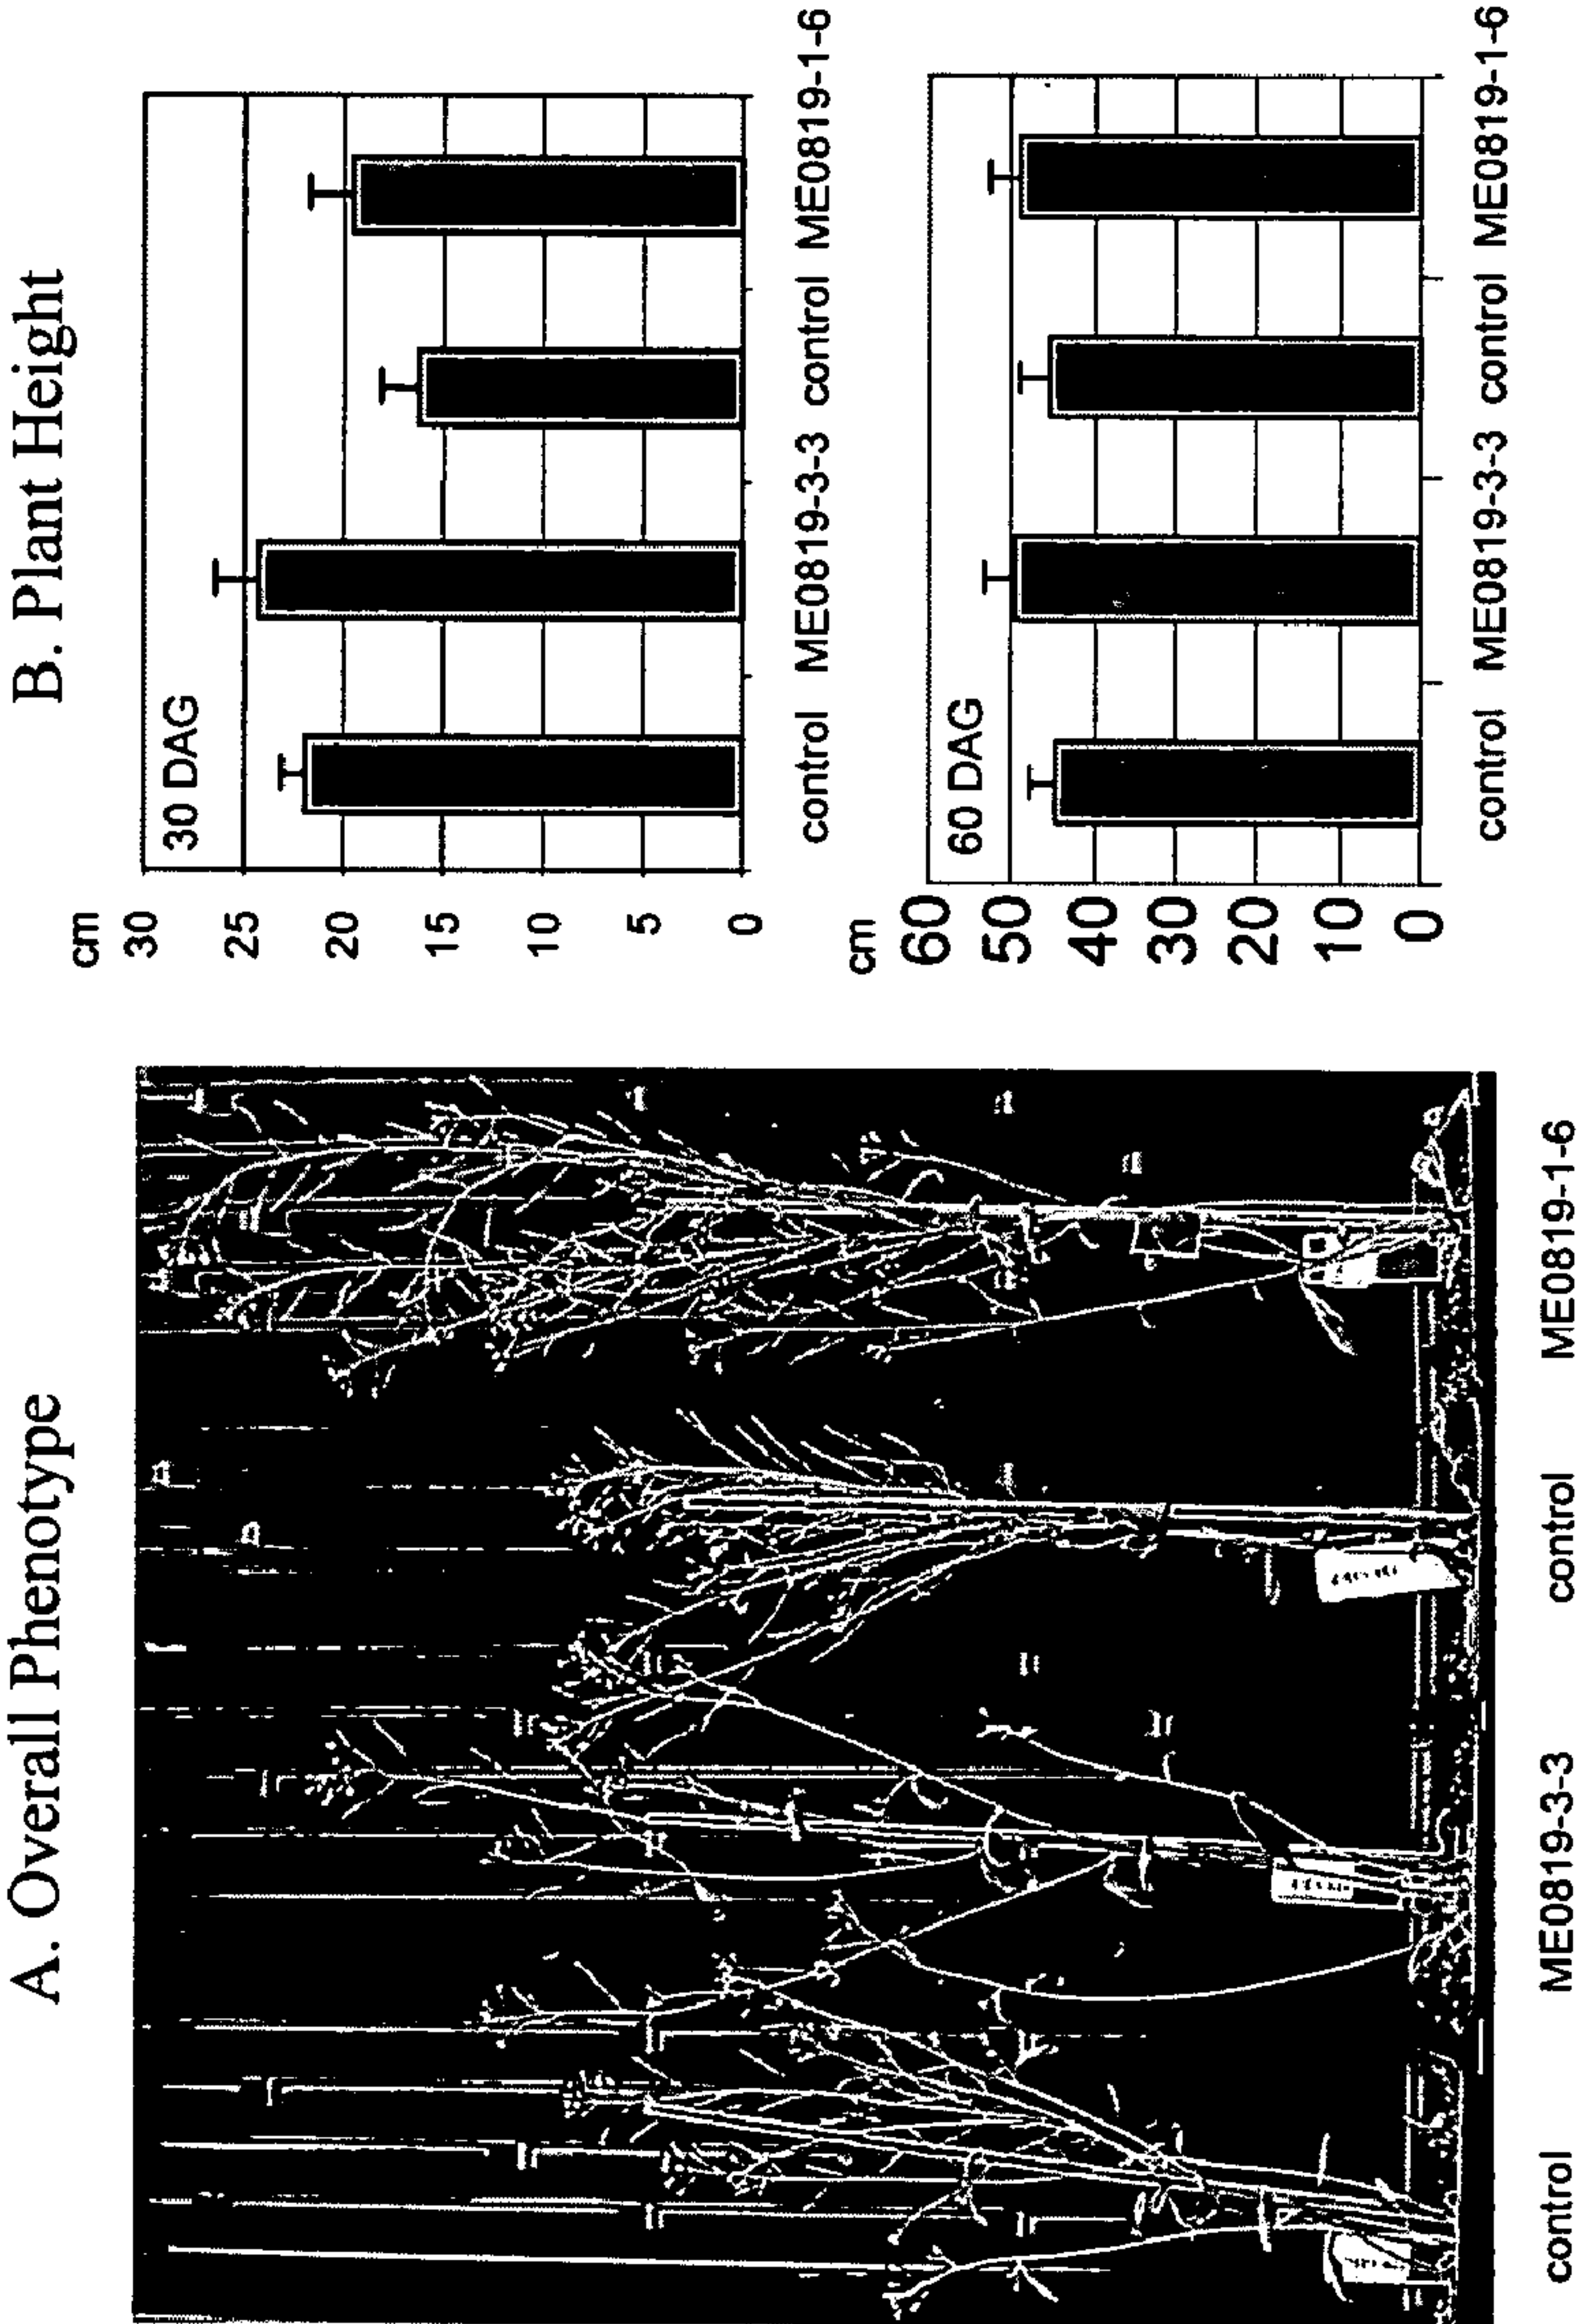 A. Overall Phenotype
control ME0819-3-3 control ME0819-1-6
B. Plant Height
cm
30
25
20
15
10
5
0
30 DAG
control ME0819-3-3 control ME0819-1-6
cm
60
50
40
30
20
10
0
60 DAG
control ME0819-3-3 control ME0819-1-6